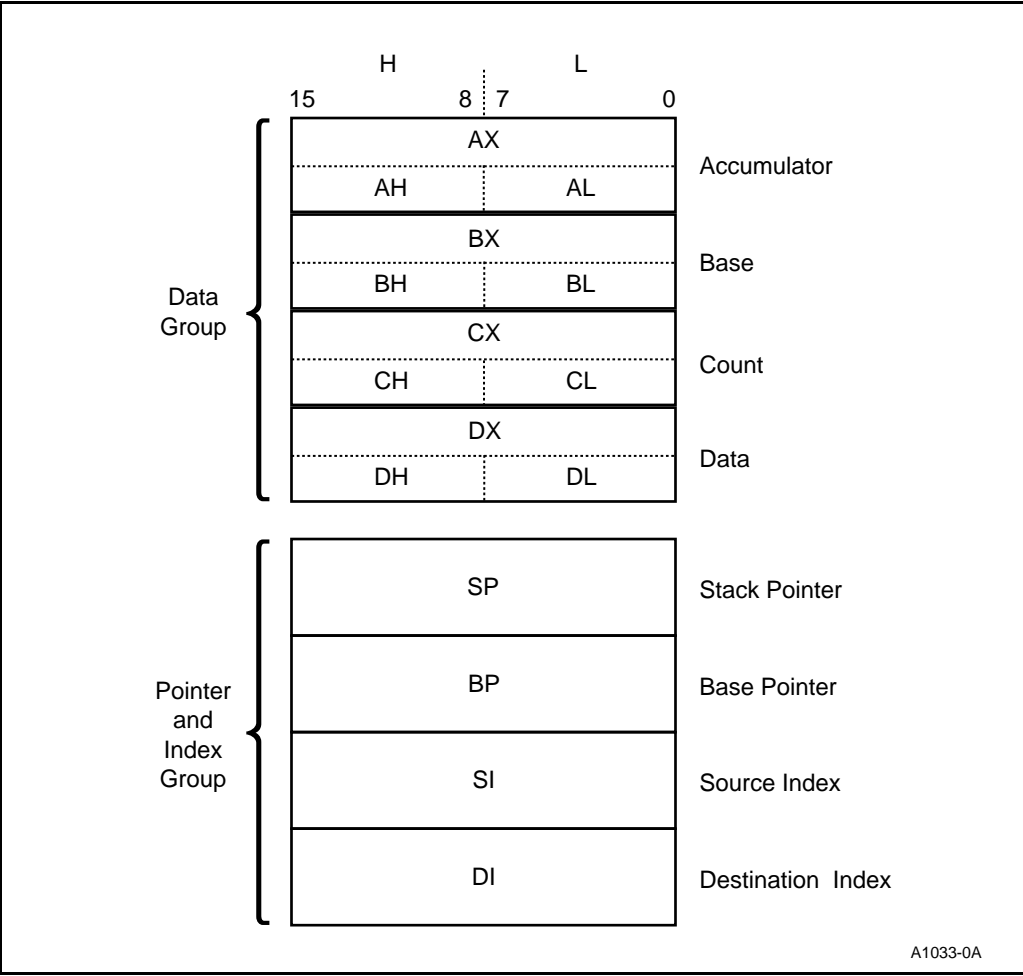 H L
15 8 7 0
AX
AH AL
Accumulator
BX
BH BL
Base
Data
Group
CX
CH CL
Count
DX
DH DL
Data
SP
Stack Pointer
BP
Base Pointer
Pointer
and
Index
Group
SI
Source Index
DI
Destination Index
A1033-0A